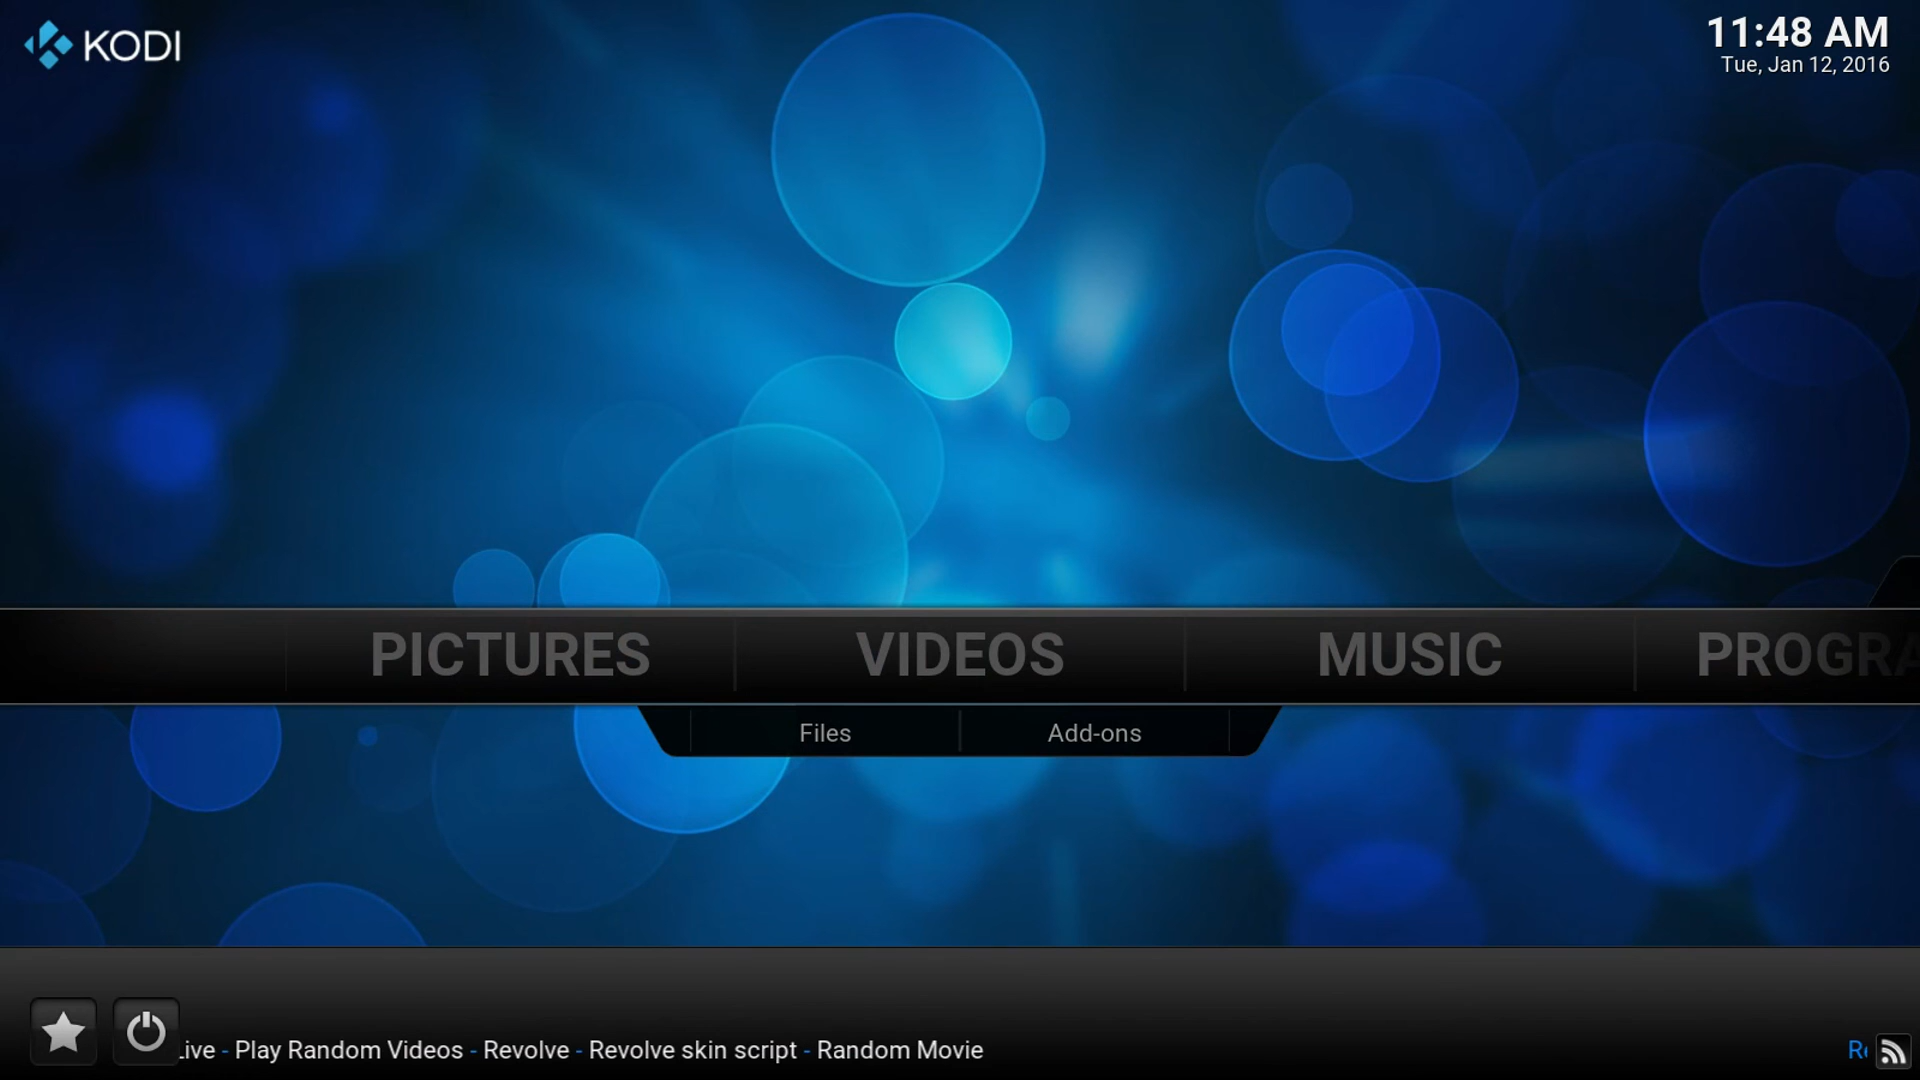 KODI
11:48 AM
Tue, Jan 12, 2016
PICTURES VIDEOS MUSIC
Files Add-ons
- Play Random Videos - Revolve - Revolve skin script - Random Movie